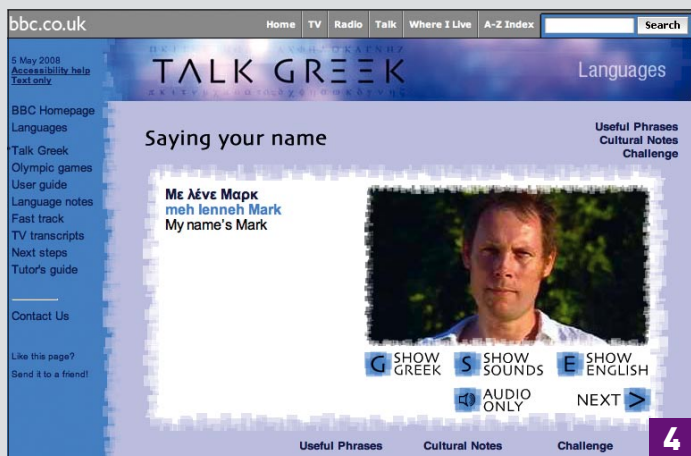 bbc.co.uk
Home TV Radio Talk Where I Live A-Z Index Search
5 May 2008
Accessibility help
Text only
TALK GREEK
Languages
BBC Homepage
Languages
Talk Greek
Olympic games
User guide
Language notes
Fast track
TV transcripts
Next steps
Tutor's guide
Contact Us
Like this page?
Send it to a friend!
Saying your name
Useful Phrases
Cultural Notes
Challenge
Με λένε Μαρκ
meh lenneh Mark
My name's Mark
G SHOW GREEK
S SHOW SOUNDS
E SHOW ENGLISH
AUDIO ONLY
NEXT >
Useful Phrases Cultural Notes Challenge
4